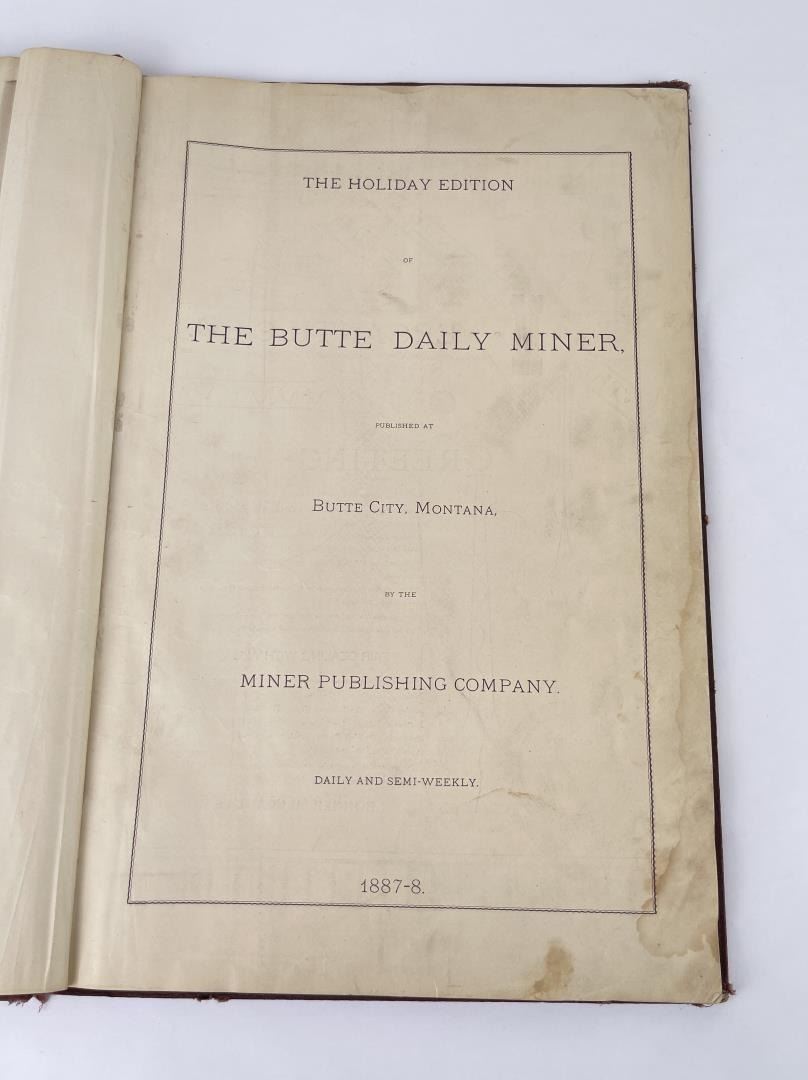 THE HOLIDAY EDITION
OF
THE BUTTE DAILY MINER,
PUBLISHED AT
BUTTE CITY, MONTANA,
BY THE
MINER PUBLISHING COMPANY.
DAILY AND SEMI-WEEKLY.
1887-8.